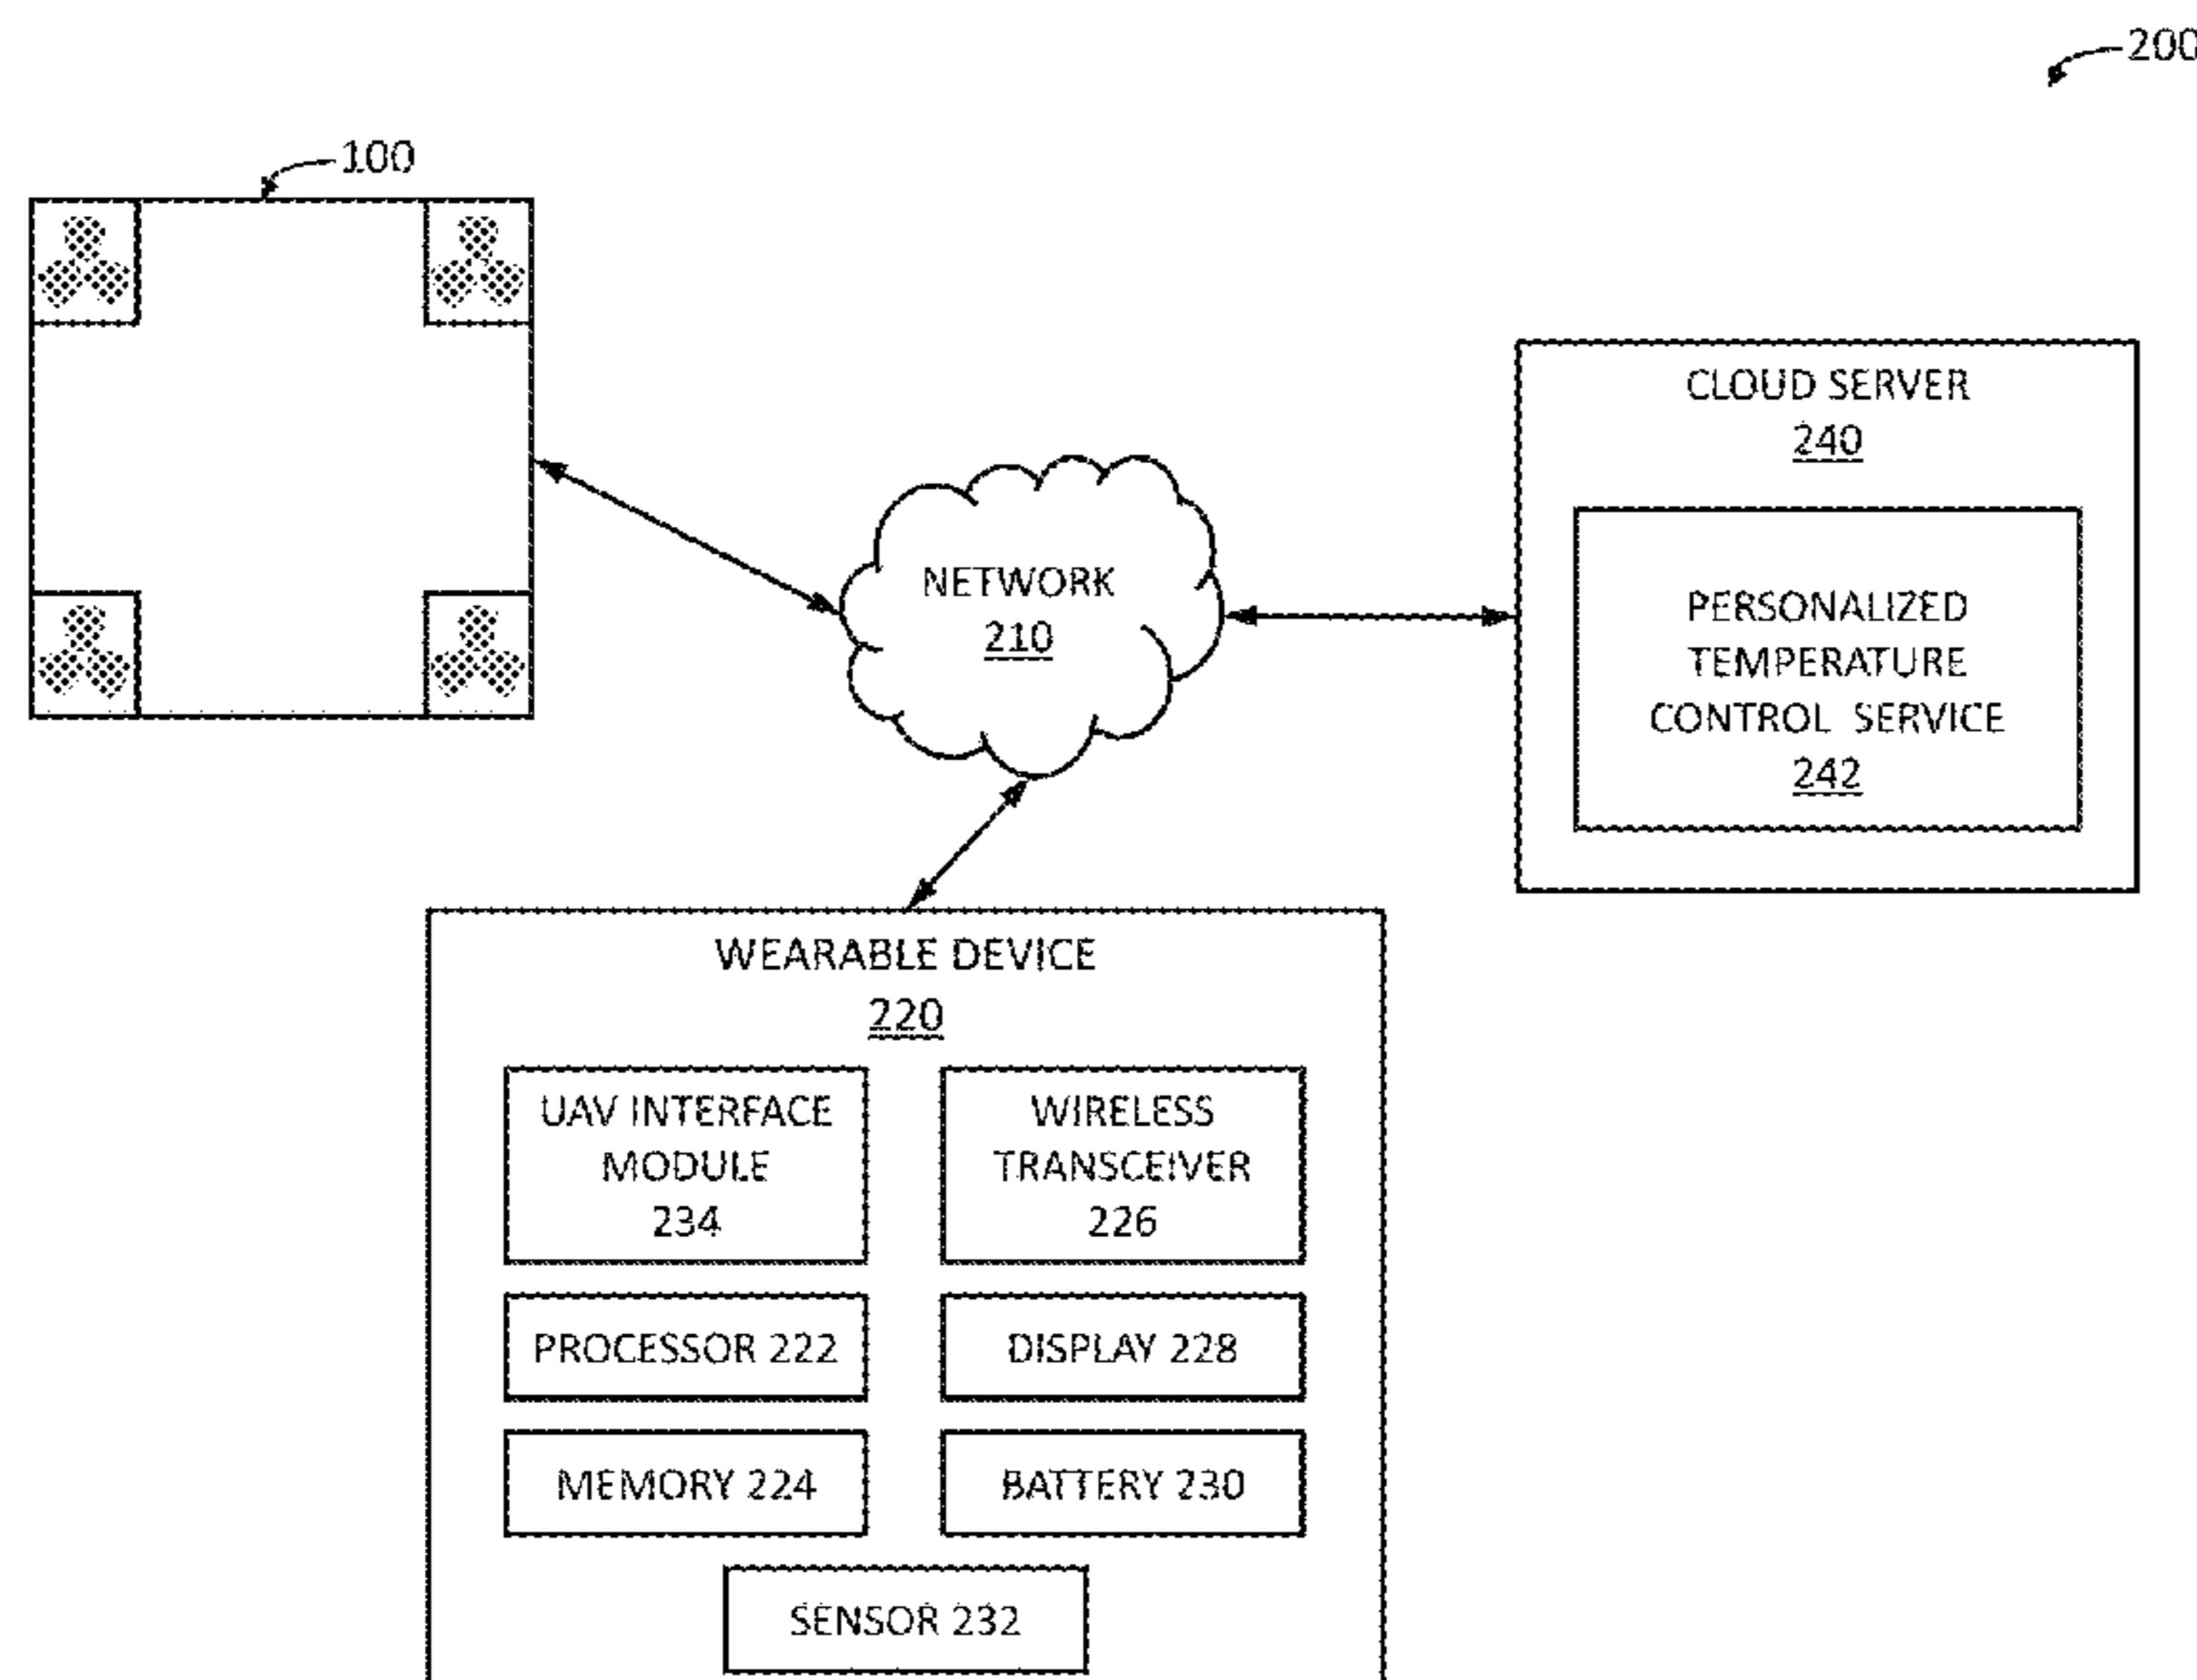 200
100
CLOUD SERVER
240
NETWORK
210
PERSONALIZED
TEMPERATURE
CONTROL SERVICE
242
WEARABLE DEVICE
220
UAV INTERFACE
MODULE
234
WIRELESS
TRANSCEIVER
226
PROCESSOR 222
DISPLAY 228
MEMORY 224
BATTERY 230
SENSOR 232